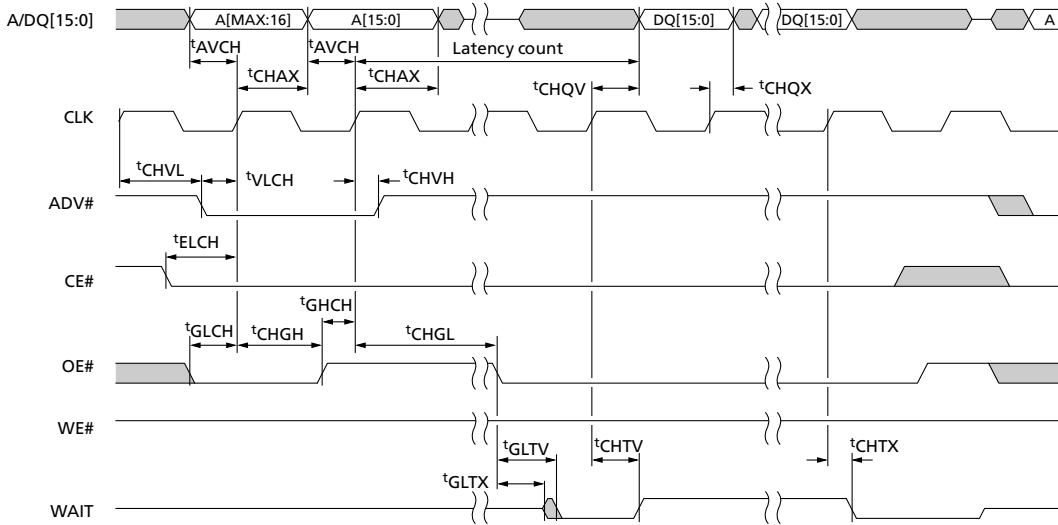 A/DQ[15:0] A[MAX:16] A[15:0] DQ[15:0] DQ[15:0] A
tAVCH tAVCH Latency count
tCHAX tCHAX tCHQV tCHQX
CLK
tCHVL tVLCH tCHVH
ADV#
tELCH
CE#
tGHCH
tGLCH tCHGH tCHGL
OE#
WE#
tGLTV tCHTV tCHTX
tGLTX
WAIT